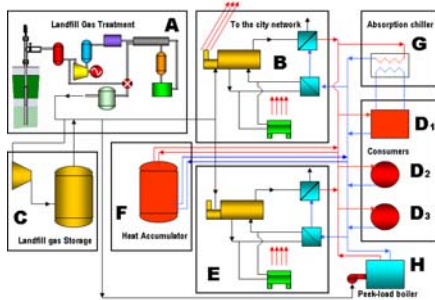 Landfill Gas Treatment
A
To the city network
B
Absorption chiller
G
D1
Consumers
D2
D3
C
Landfill gas Storage
F
Heat Accumulator
E
H
Peek-load boiler